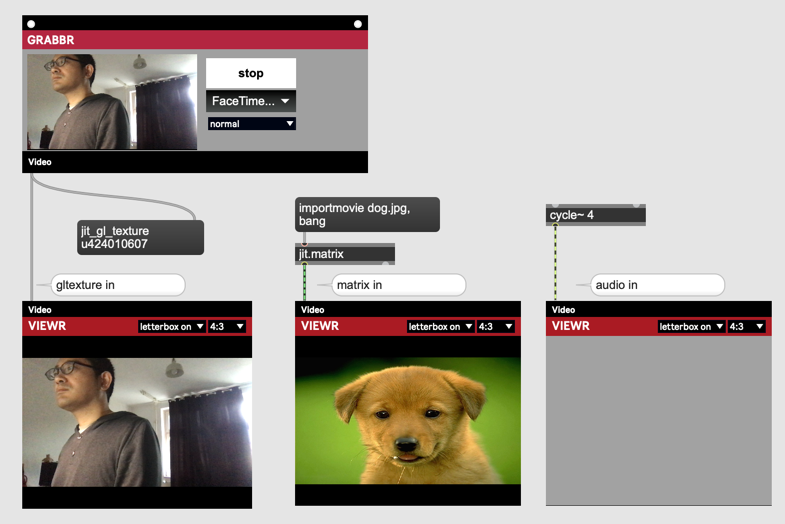 GRABBR
stop
FaceTime...
normal
Video
jit_gl_texture
u424010607
importmovie dog.jpg,
bang
jit.matrix
cycle~ 4
gltexture in
matrix in
audio in
Video
VIEWR
letterbox on
4:3
Video
VIEWR
letterbox on
4:3
Video
VIEWR
letterbox on
4:3